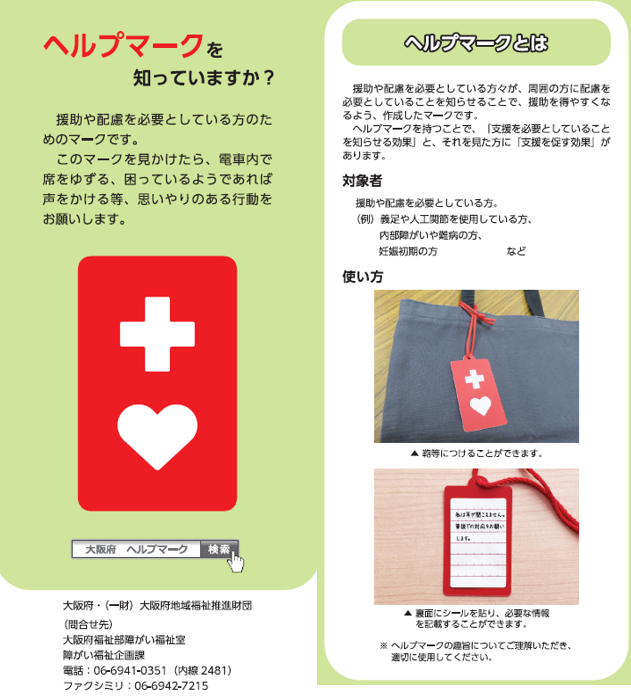 ヘルプマークを
知っていますか？
援助や配慮を必要としている方のた
めのマークです。
このマークを見かけたら、電車内で
席をゆずる、困っているようであれば
声をかける等、思いやりのある行動を
お願いします。
大阪府　ヘルプマーク　検索
大阪府・（一財）大阪府地域福祉推進財団
（問合せ先）
大阪府福祉部障がい福祉室
障がい福祉企画課
電話：06-6941-0351（内線 2481）
ファクシミリ：06-6942-7215
ヘルプマークとは
援助や配慮を必要としている方々が、周囲の方に配慮を
必要としていることを知らせることで、援助を得やすくな
るよう、作成したマークです。
ヘルプマークを持つことで、「支援を必要としていること
を知らせる効果」と、それを見た方に「支援を促す効果」が
あります。
対象者
援助や配慮を必要としている方。
（例）義足や人工関節を使用している方、
内部障がいや難病の方、
妊娠初期の方　　　　　　など
使い方
▲ 鞄等につけることができます。
私は耳が聞こえません。
筆談での対応をお願い
します。
▲ 裏面にシールを貼り、必要な情報
を記載することができます。
※ ヘルプマークの趣旨についてご理解いただき、
適切に使用してください。